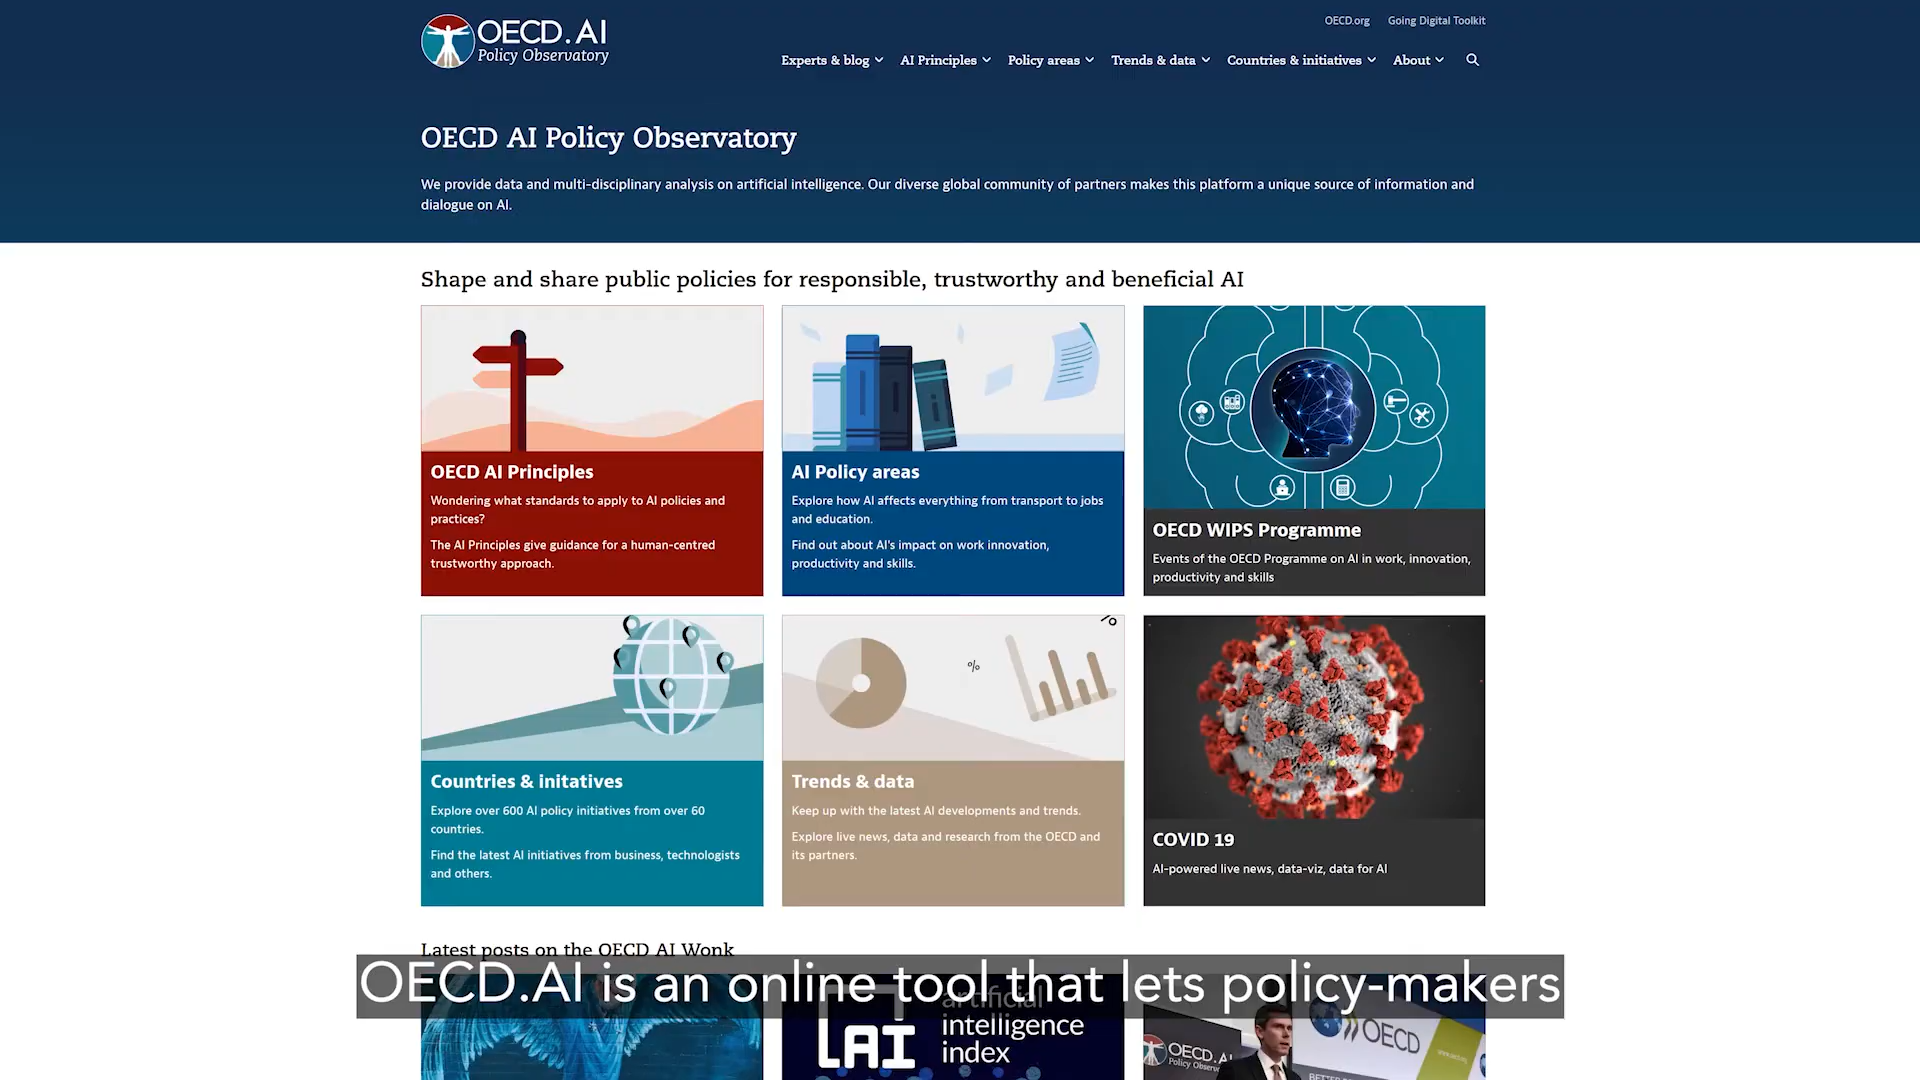 OECD.AI
Policy Observatory
OECD.org
Going Digital Toolkit
Experts & blog
AI Principles
Policy areas
Trends & data
Countries & initiatives
About
OECD AI Policy Observatory
We provide data and multi-disciplinary analysis on artificial intelligence. Our diverse global community of partners makes this platform a unique source of information and
dialogue on AI.
Shape and share public policies for responsible, trustworthy and beneficial AI
i
OECD AI Principles
Wondering what standards to apply to AI policies and
practices?
The AI Principles give guidance for a human-centred
trustworthy approach.
AI Policy areas
Explore how AI affects everything from transport to jobs
and education.
Find out about AI's impact on work innovation,
productivity and skills.
OECD WIPS Programme
Events of the OECD Programme on AI in work, innovation,
productivity and skills
%
%
Countries & initatives
Explore over 600 AI policy initiatives from over 60
countries.
Find the latest AI initiatives from business, technologists
and others.
Trends & data
Keep up with the latest AI developments and trends.
Explore live news, data and research from the OECD and
its partners.
COVID 19
AI-powered live news, data-viz, data for AI
Latest posts on the OECD AI Wonk
OECD.AI is an online tool that lets policy-makers
artificial
intelligence
index
AI
OECD
OECD.AI